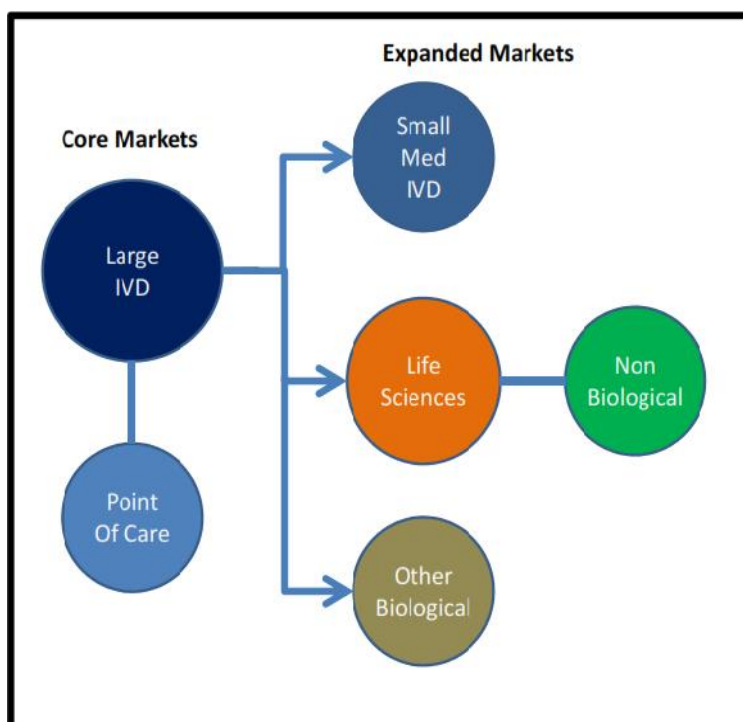 Expanded Markets
Core Markets
Small
Med
IVD
Large
IVD
Life
Sciences
Non
Biological
Point
Of Care
Other
Biological